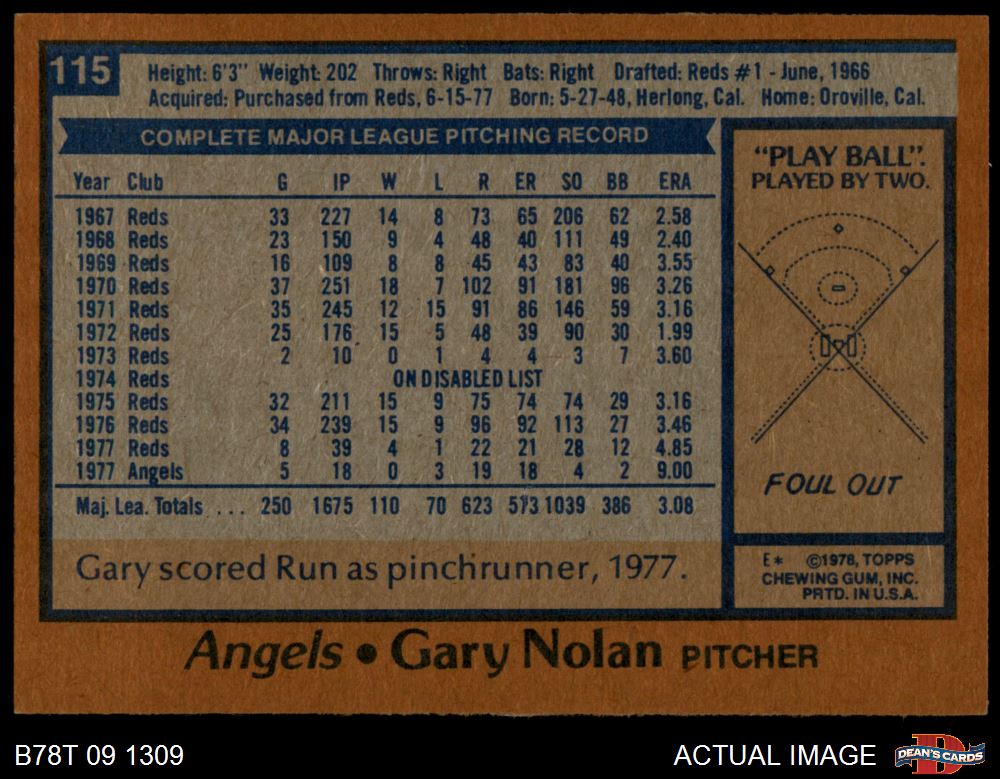 115
Height: 6'3" Weight: 202 Throws: Right Bats: Right Drafted: Reds #1 - June, 1966
Acquired: Purchased from Reds, 6-15-77 Born: 5-27-48, Herlong, Cal. Home: Oroville, Cal.
COMPLETE MAJOR LEAGUE PITCHING RECORD
Year Club G IP W L R ER SO BB ERA
1967 Reds 33 227 14 8 73 65 206 62 2.58
1968 Reds 23 150 9 4 48 40 111 49 2.40
1969 Reds 16 109 8 8 45 43 83 40 3.55
1970 Reds 37 251 18 7 102 91 181 96 3.26
1971 Reds 35 245 12 15 91 86 146 59 3.16
1972 Reds 25 176 15 5 48 39 90 30 1.99
1973 Reds 2 10 0 1 4 4 3 7 3.60
1974 Reds ON DISABLED LIST
1975 Reds 32 211 15 9 75 74 74 29 3.16
1976 Reds 34 239 15 9 96 92 113 27 3.46
1977 Reds 8 39 4 1 22 21 28 12 4.85
1977 Angels 5 18 0 3 19 18 4 2 9.00
Maj. Lea. Totals ... 250 1675 110 70 623 573 1039 386 3.08
Gary scored Run as pinchrunner, 1977.
"PLAY BALL".
PLAYED BY TWO.
FOUL OUT
E* ©1978, TOPPS
CHEWING GUM, INC.
PRTD. IN U.S.A.
Angels • Gary Nolan PITCHER
B78T 09 1309
ACTUAL IMAGE
DEAN'S CARDS